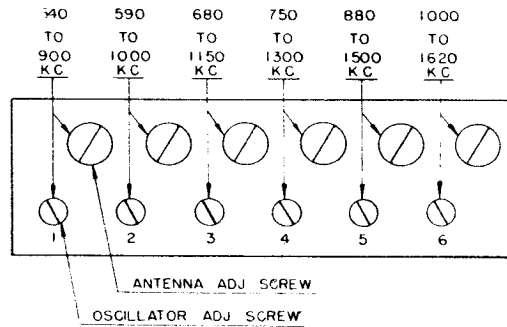 540 590 680 750 880 1000
TO TO TO TO TO TO
900 1000 1150 1300 1500 1620
KC KC KC KC KC KC
1 2 3 4 5 6
ANTENNA ADJ SCREW
OSCILLATOR ADJ SCREW